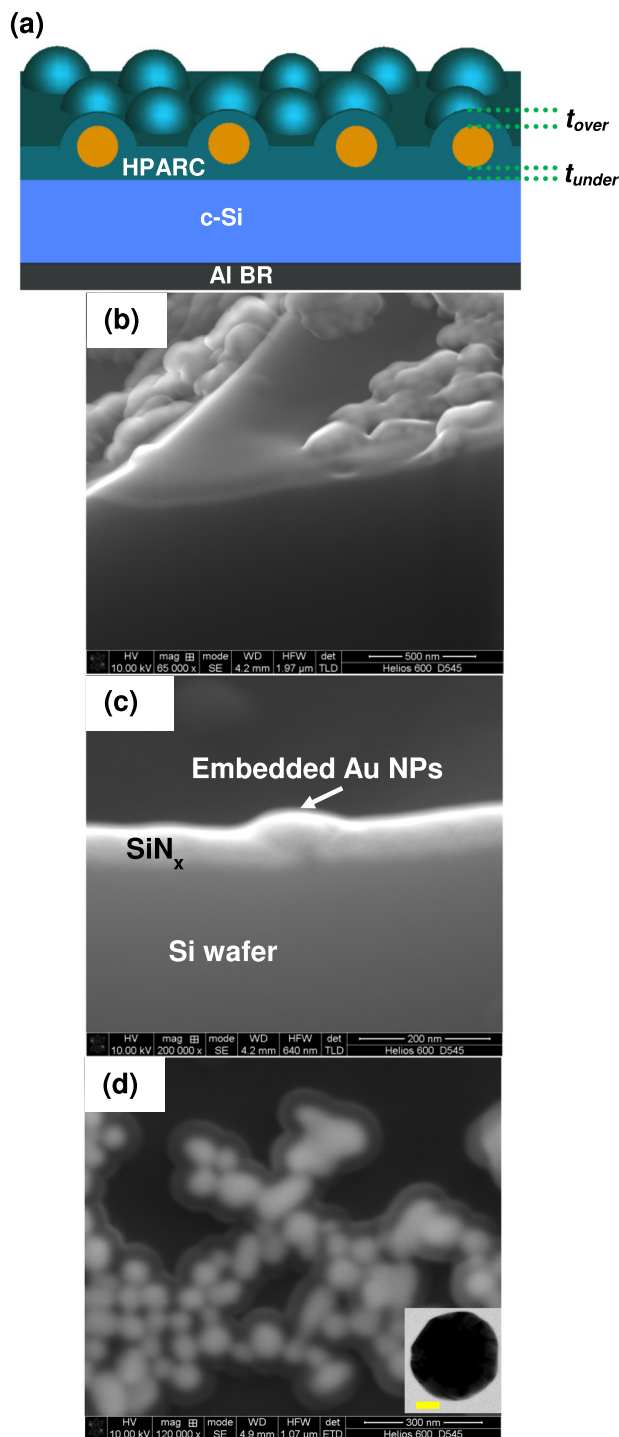 (a)
t_over
HPARC
t_under
c-Si
Al BR
(b)
HV mag ⊞ mode WD HFW det 500 nm
10.00 kV 65 000 x SE 4.2 mm 1.97 µm TLD Helios 600 D545
(c)
Embedded Au NPs
SiNx
Si wafer
HV mag ⊞ mode WD HFW det 200 nm
10.00 kV 200 000 x SE 4.2 mm 640 nm TLD Helios 600 D545
(d)
HV mag ⊞ mode WD HFW det 300 nm
10.00 kV 120 000 x SE 4.9 mm 1.07 µm ETD Helios 600 D545